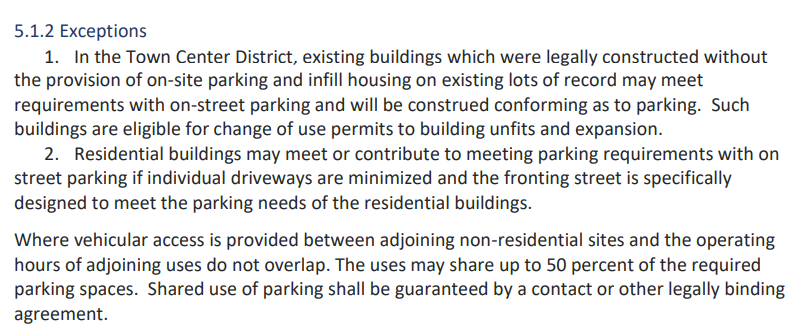 5.1.2 Exceptions
1. In the Town Center District, existing buildings which were legally constructed without
the provision of on-site parking and infill housing on existing lots of record may meet
requirements with on-street parking and will be construed conforming as to parking. Such
buildings are eligible for change of use permits to building unfits and expansion.
2. Residential buildings may meet or contribute to meeting parking requirements with on
street parking if individual driveways are minimized and the fronting street is specifically
designed to meet the parking needs of the residential buildings.
Where vehicular access is provided between adjoining non-residential sites and the operating
hours of adjoining uses do not overlap. The uses may share up to 50 percent of the required
parking spaces. Shared use of parking shall be guaranteed by a contact or other legally binding
agreement.